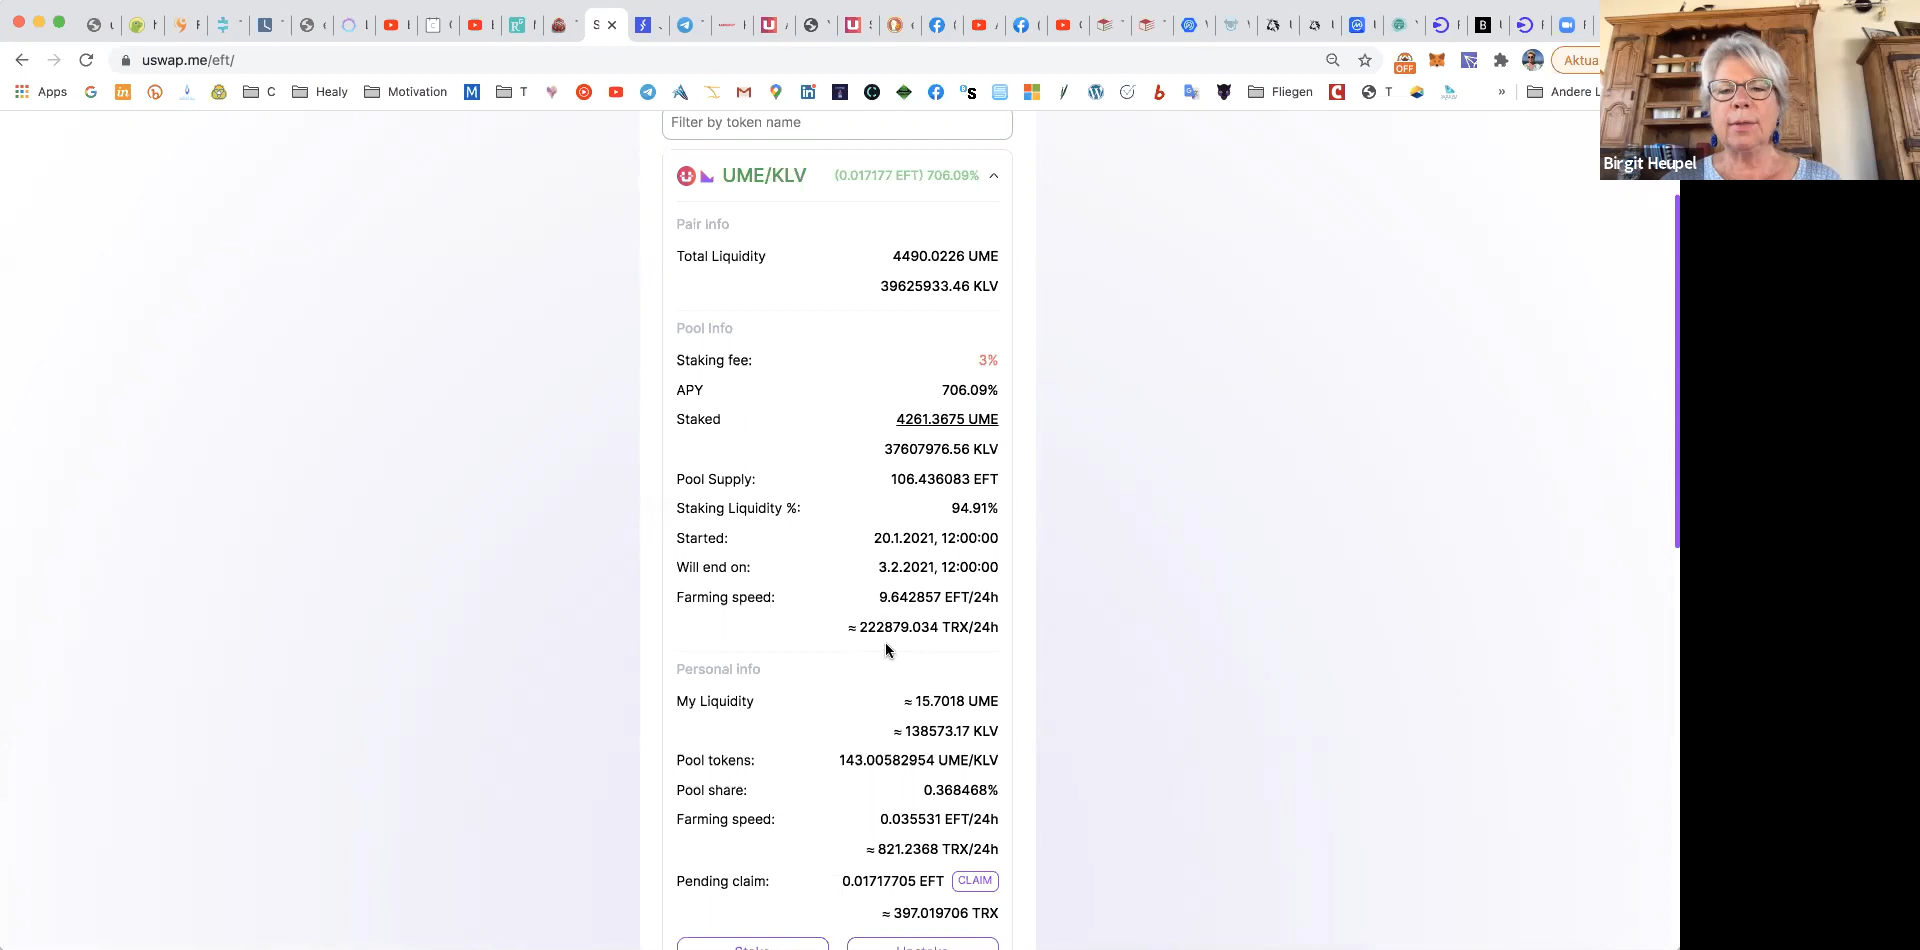 uswap.me/eft/
OFF
Aktua
Apps
C
Healy
Motivation
T
Fliegen
T
»
Andere L
Birgit Heupel
Filter by token name
UME/KLV (0.017177 EFT) 706.09%
Pair Info
Total Liquidity 4490.0226 UME
39625933.46 KLV
Pool Info
Staking fee: 3%
APY 706.09%
Staked 4261.3675 UME
37607976.56 KLV
Pool Supply: 106.436083 EFT
Staking Liquidity %: 94.91%
Started: 20.1.2021, 12:00:00
Will end on: 3.2.2021, 12:00:00
Farming speed: 9.642857 EFT/24h
≈ 222879.034 TRX/24h
Personal info
My Liquidity ≈ 15.7018 UME
≈ 138573.17 KLV
Pool tokens: 143.00582954 UME/KLV
Pool share: 0.368468%
Farming speed: 0.035531 EFT/24h
≈ 821.2368 TRX/24h
Pending claim: 0.01717705 EFT CLAIM
≈ 397.019706 TRX